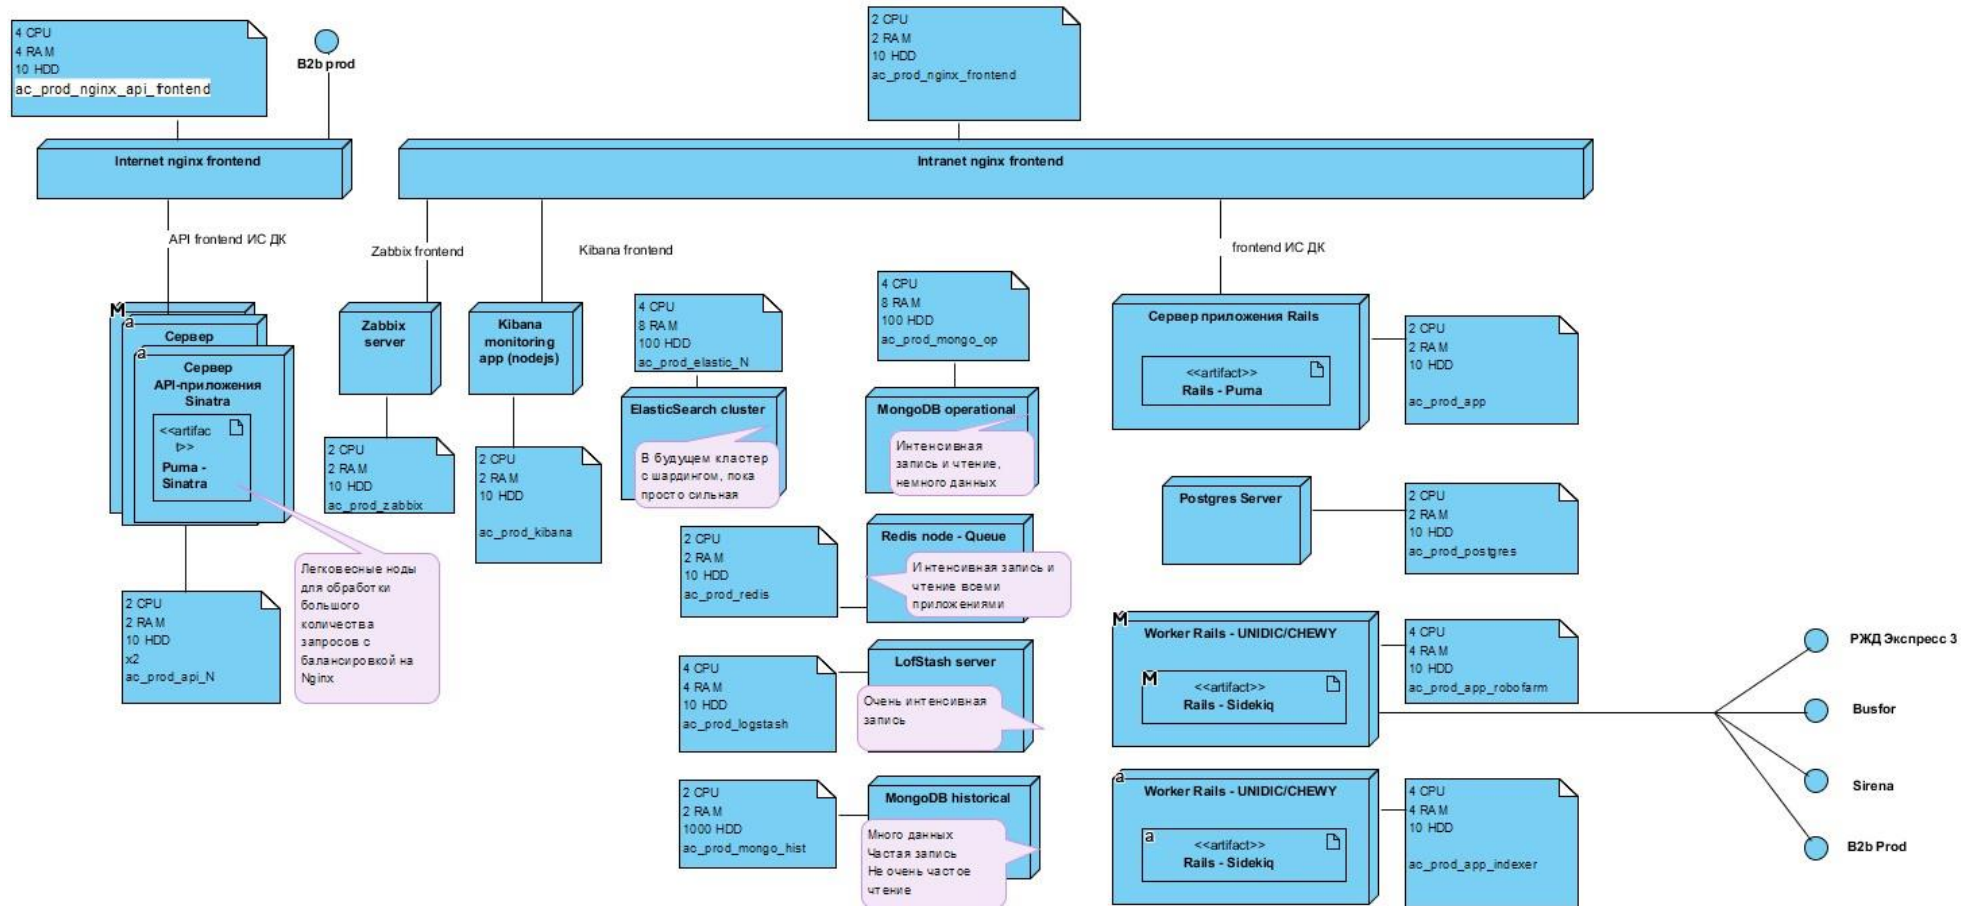 4 CPU
4 RAM
10 HDD
ac_prod_nginx_api_frontend
B2b prod
2 CPU
2 RAM
10 HDD
ac_prod_nginx_frontend
Internet nginx frontend
Intranet nginx frontend
API frontend ИС ДК
Zabbix frontend
Kibana frontend
frontend ИС ДК
M
a
Сервер
a
Сервер
API-приложения
Sinatra
<<artifac
t>>
Puma -
Sinatra
Легковесные ноды
для обработки
большого
количества
запросов с
балансировкой на
Nginx
2 CPU
2 RAM
10 HDD
x2
ac_prod_api_N
Zabbix
server
2 CPU
2 RAM
10 HDD
ac_prod_zabbix
Kibana
monitoring
app (nodejs)
2 CPU
2 RAM
10 HDD
ac_prod_kibana
4 CPU
8 RAM
100 HDD
ac_prod_elastic_N
ElasticSearch cluster
В будущем кластер
с шардингом, пока
просто сильная
4 CPU
8 RAM
100 HDD
ac_prod_mongo_op
MongoDB operational
Интенсивная
запись и чтение,
немного данных
2 CPU
2 RAM
10 HDD
ac_prod_redis
Redis node - Queue
Интенсивная запись и
чтение всеми
приложениями
4 CPU
4 RAM
10 HDD
ac_prod_logstash
LofStash server
Очень интенсивная
запись
2 CPU
2 RAM
1000 HDD
ac_prod_mongo_hist
MongoDB historical
Много данных
Частая запись
Не очень частое
чтение
Сервер приложения Rails
<<artifact>>
Rails - Puma
2 CPU
2 RAM
10 HDD
ac_prod_app
Postgres Server
2 CPU
2 RAM
10 HDD
ac_prod_postgres
M
Worker Rails - UNIDIC/CHEWY
M
<<artifact>>
Rails - Sidekiq
4 CPU
4 RAM
10 HDD
ac_prod_app_robofarm
a
Worker Rails - UNIDIC/CHEWY
a
<<artifact>>
Rails - Sidekiq
4 CPU
4 RAM
10 HDD
ac_prod_app_indexer
РЖД Экспресс 3
Busfor
Sirena
B2b Prod